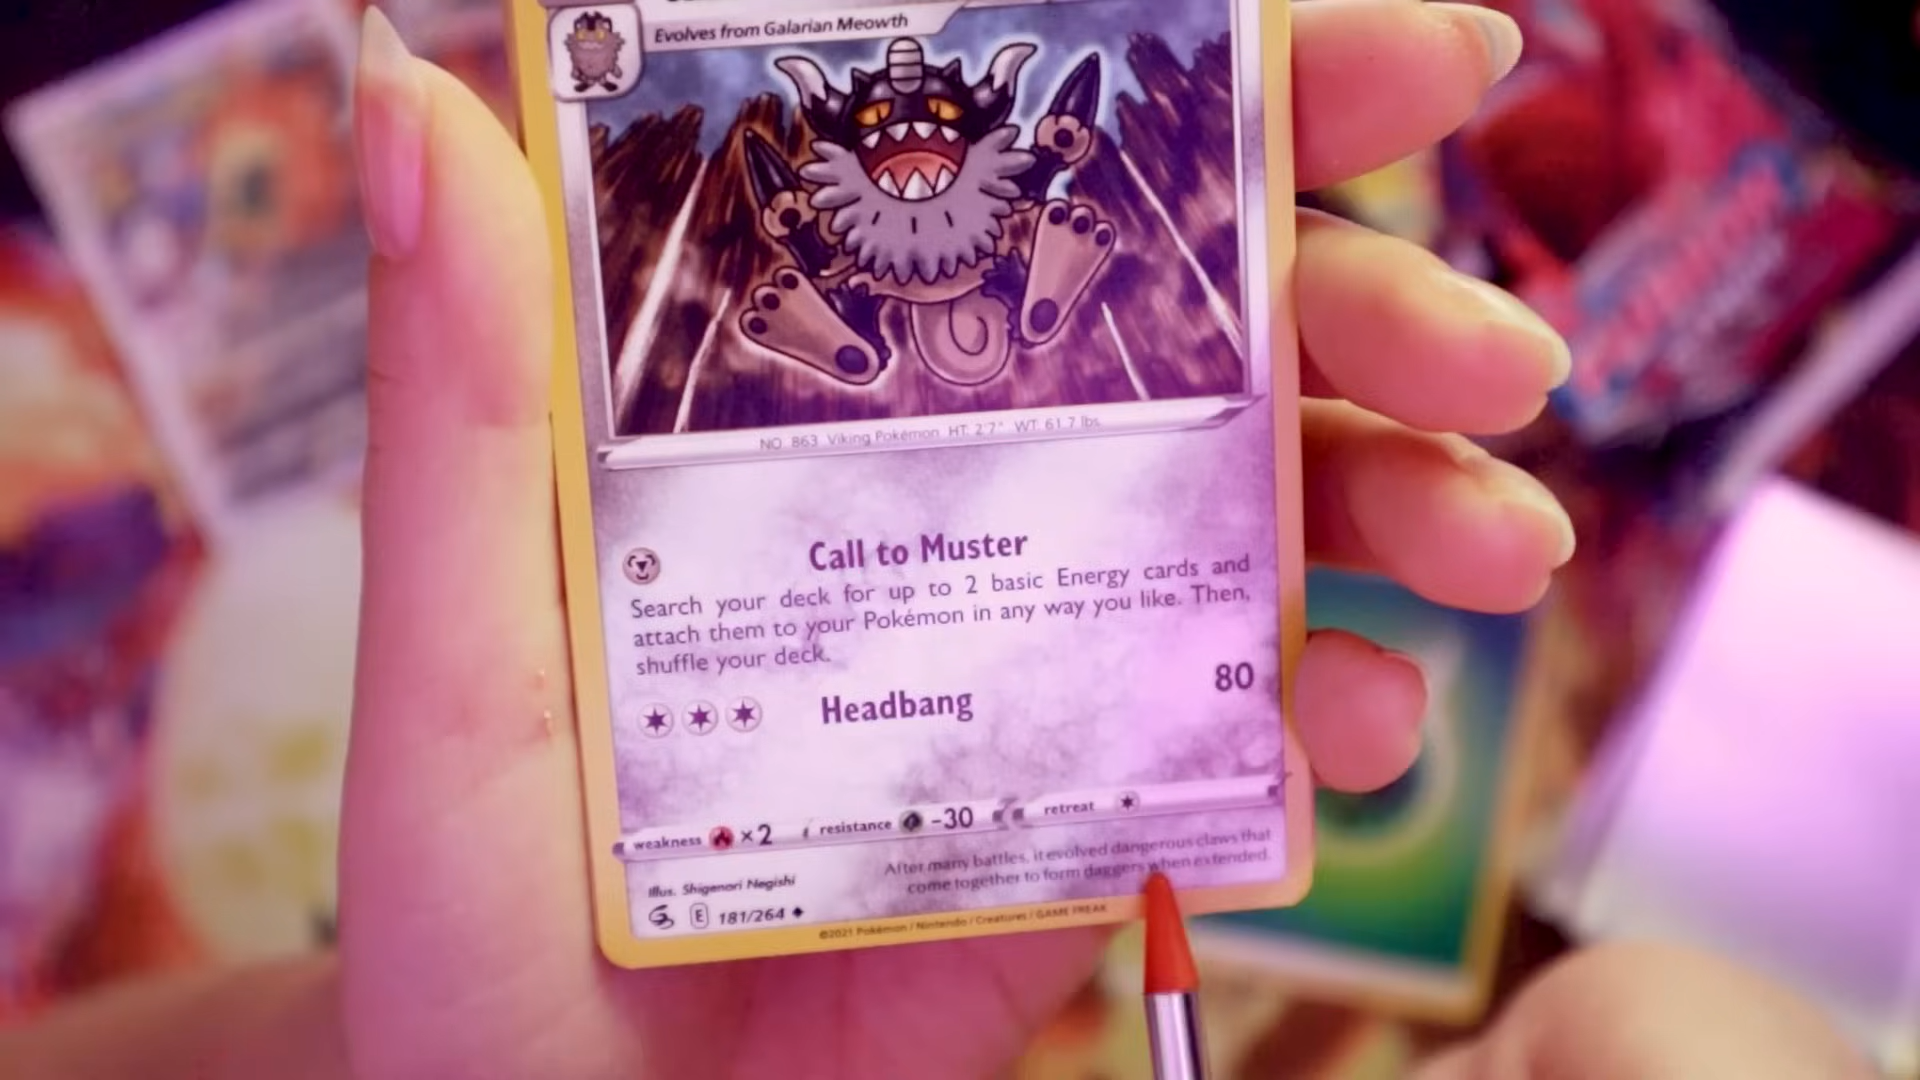 Evolves from Galarian Meowth
NO. 863 Viking Pokémon HT: 2'7" WT: 61.7 lbs.
Call to Muster
Search your deck for up to 2 basic Energy cards and
attach them to your Pokémon in any way you like. Then,
shuffle your deck.
Headbang 80
weakness ×2 resistance -30 retreat
After many battles, it evolved dangerous claws that
come together to form daggers when extended.
Illus. Shigenori Negishi
E 181/264
©2021 Pokémon / Nintendo / Creatures / GAME FREAK